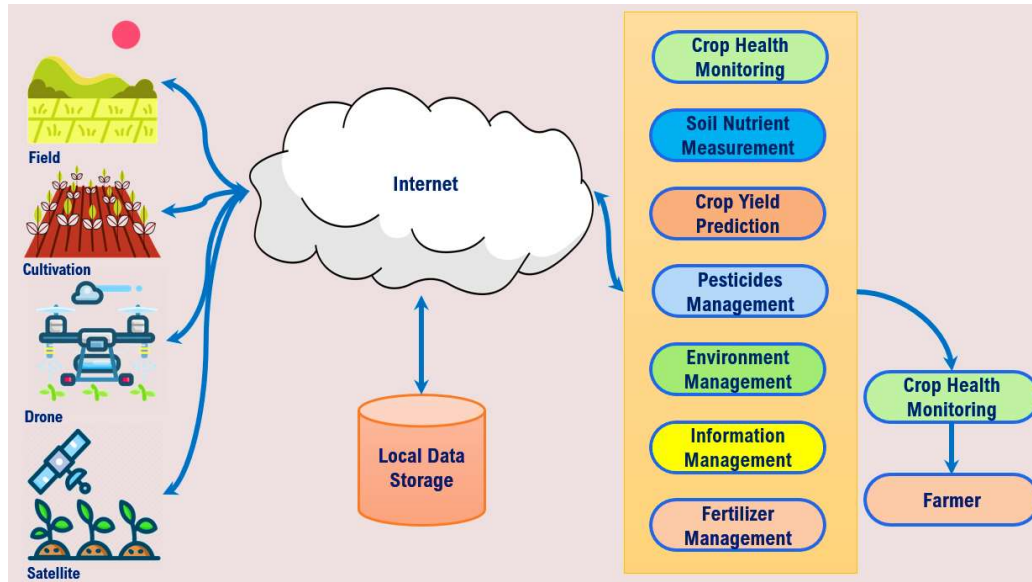 Field
Cultivation
Drone
Satellite
Internet
Local Data
Storage
Crop Health
Monitoring
Soil Nutrient
Measurement
Crop Yield
Prediction
Pesticides
Management
Environment
Management
Information
Management
Fertilizer
Management
Crop Health
Monitoring
Farmer